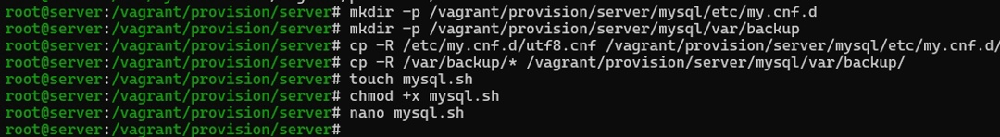 root@server:/vagrant/provision/server# mkdir -p /vagrant/provision/server/mysql/etc/my.cnf.d
root@server:/vagrant/provision/server# mkdir -p /vagrant/provision/server/mysql/var/backup
root@server:/vagrant/provision/server# cp -R /etc/my.cnf.d/utf8.cnf /vagrant/provision/server/mysql/etc/my.cnf.d/
root@server:/vagrant/provision/server# cp -R /var/backup/* /vagrant/provision/server/mysql/var/backup/
root@server:/vagrant/provision/server# touch mysql.sh
root@server:/vagrant/provision/server# chmod +x mysql.sh
root@server:/vagrant/provision/server# nano mysql.sh
root@server:/vagrant/provision/server#